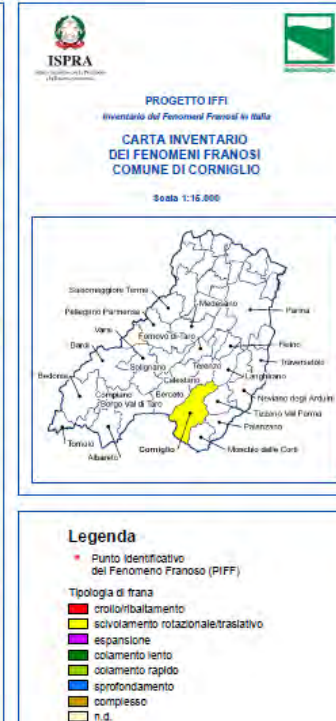 ISPRA
PROGETTO IFFI
Inventario dei Fenomeni Franosi in Italia
CARTA INVENTARIO
DEI FENOMENI FRANOSI
COMUNE DI CORNIGLIO
Scala 1:15.000
Salsomaggiore Terme
Medesano
Pellegrino Parmense
Parma
Varsi
Fornovo di Taro
Bardi
Felino
Traversetolo
Solignano
Terenzo
Langhirano
Bedonia
Calestano
Compiano
Berceto
Neviano degli Arduini
Borgo Val di Taro
Tizzano Val Parma
Palanzano
Tornolo
Corniglio
Monchio delle Corti
Albareto
Legenda
Punto Identificativo
del Fenomeno Franoso (PIFF)
Tipologia di frana
crollo/ribaltamento
scivolamento rotazionale/traslativo
espansione
colamento lento
colamento rapido
sprofondamento
complesso
n.d.